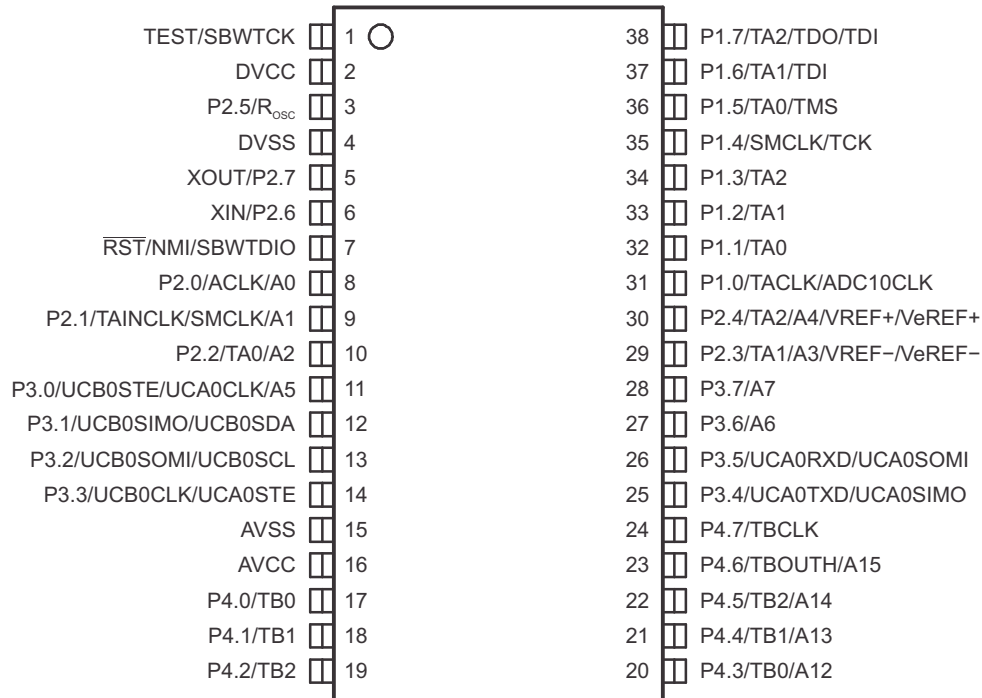 TEST/SBWTCK 1 38 P1.7/TA2/TDO/TDI
DVCC 2 37 P1.6/TA1/TDI
P2.5/ROSC 3 36 P1.5/TA0/TMS
DVSS 4 35 P1.4/SMCLK/TCK
XOUT/P2.7 5 34 P1.3/TA2
XIN/P2.6 6 33 P1.2/TA1
RST/NMI/SBWTDIO 7 32 P1.1/TA0
P2.0/ACLK/A0 8 31 P1.0/TACLK/ADC10CLK
P2.1/TAINCLK/SMCLK/A1 9 30 P2.4/TA2/A4/VREF+/VeREF+
P2.2/TA0/A2 10 29 P2.3/TA1/A3/VREF−/VeREF−
P3.0/UCB0STE/UCA0CLK/A5 11 28 P3.7/A7
P3.1/UCB0SIMO/UCB0SDA 12 27 P3.6/A6
P3.2/UCB0SOMI/UCB0SCL 13 26 P3.5/UCA0RXD/UCA0SOMI
P3.3/UCB0CLK/UCA0STE 14 25 P3.4/UCA0TXD/UCA0SIMO
AVSS 15 24 P4.7/TBCLK
AVCC 16 23 P4.6/TBOUTH/A15
P4.0/TB0 17 22 P4.5/TB2/A14
P4.1/TB1 18 21 P4.4/TB1/A13
P4.2/TB2 19 20 P4.3/TB0/A12